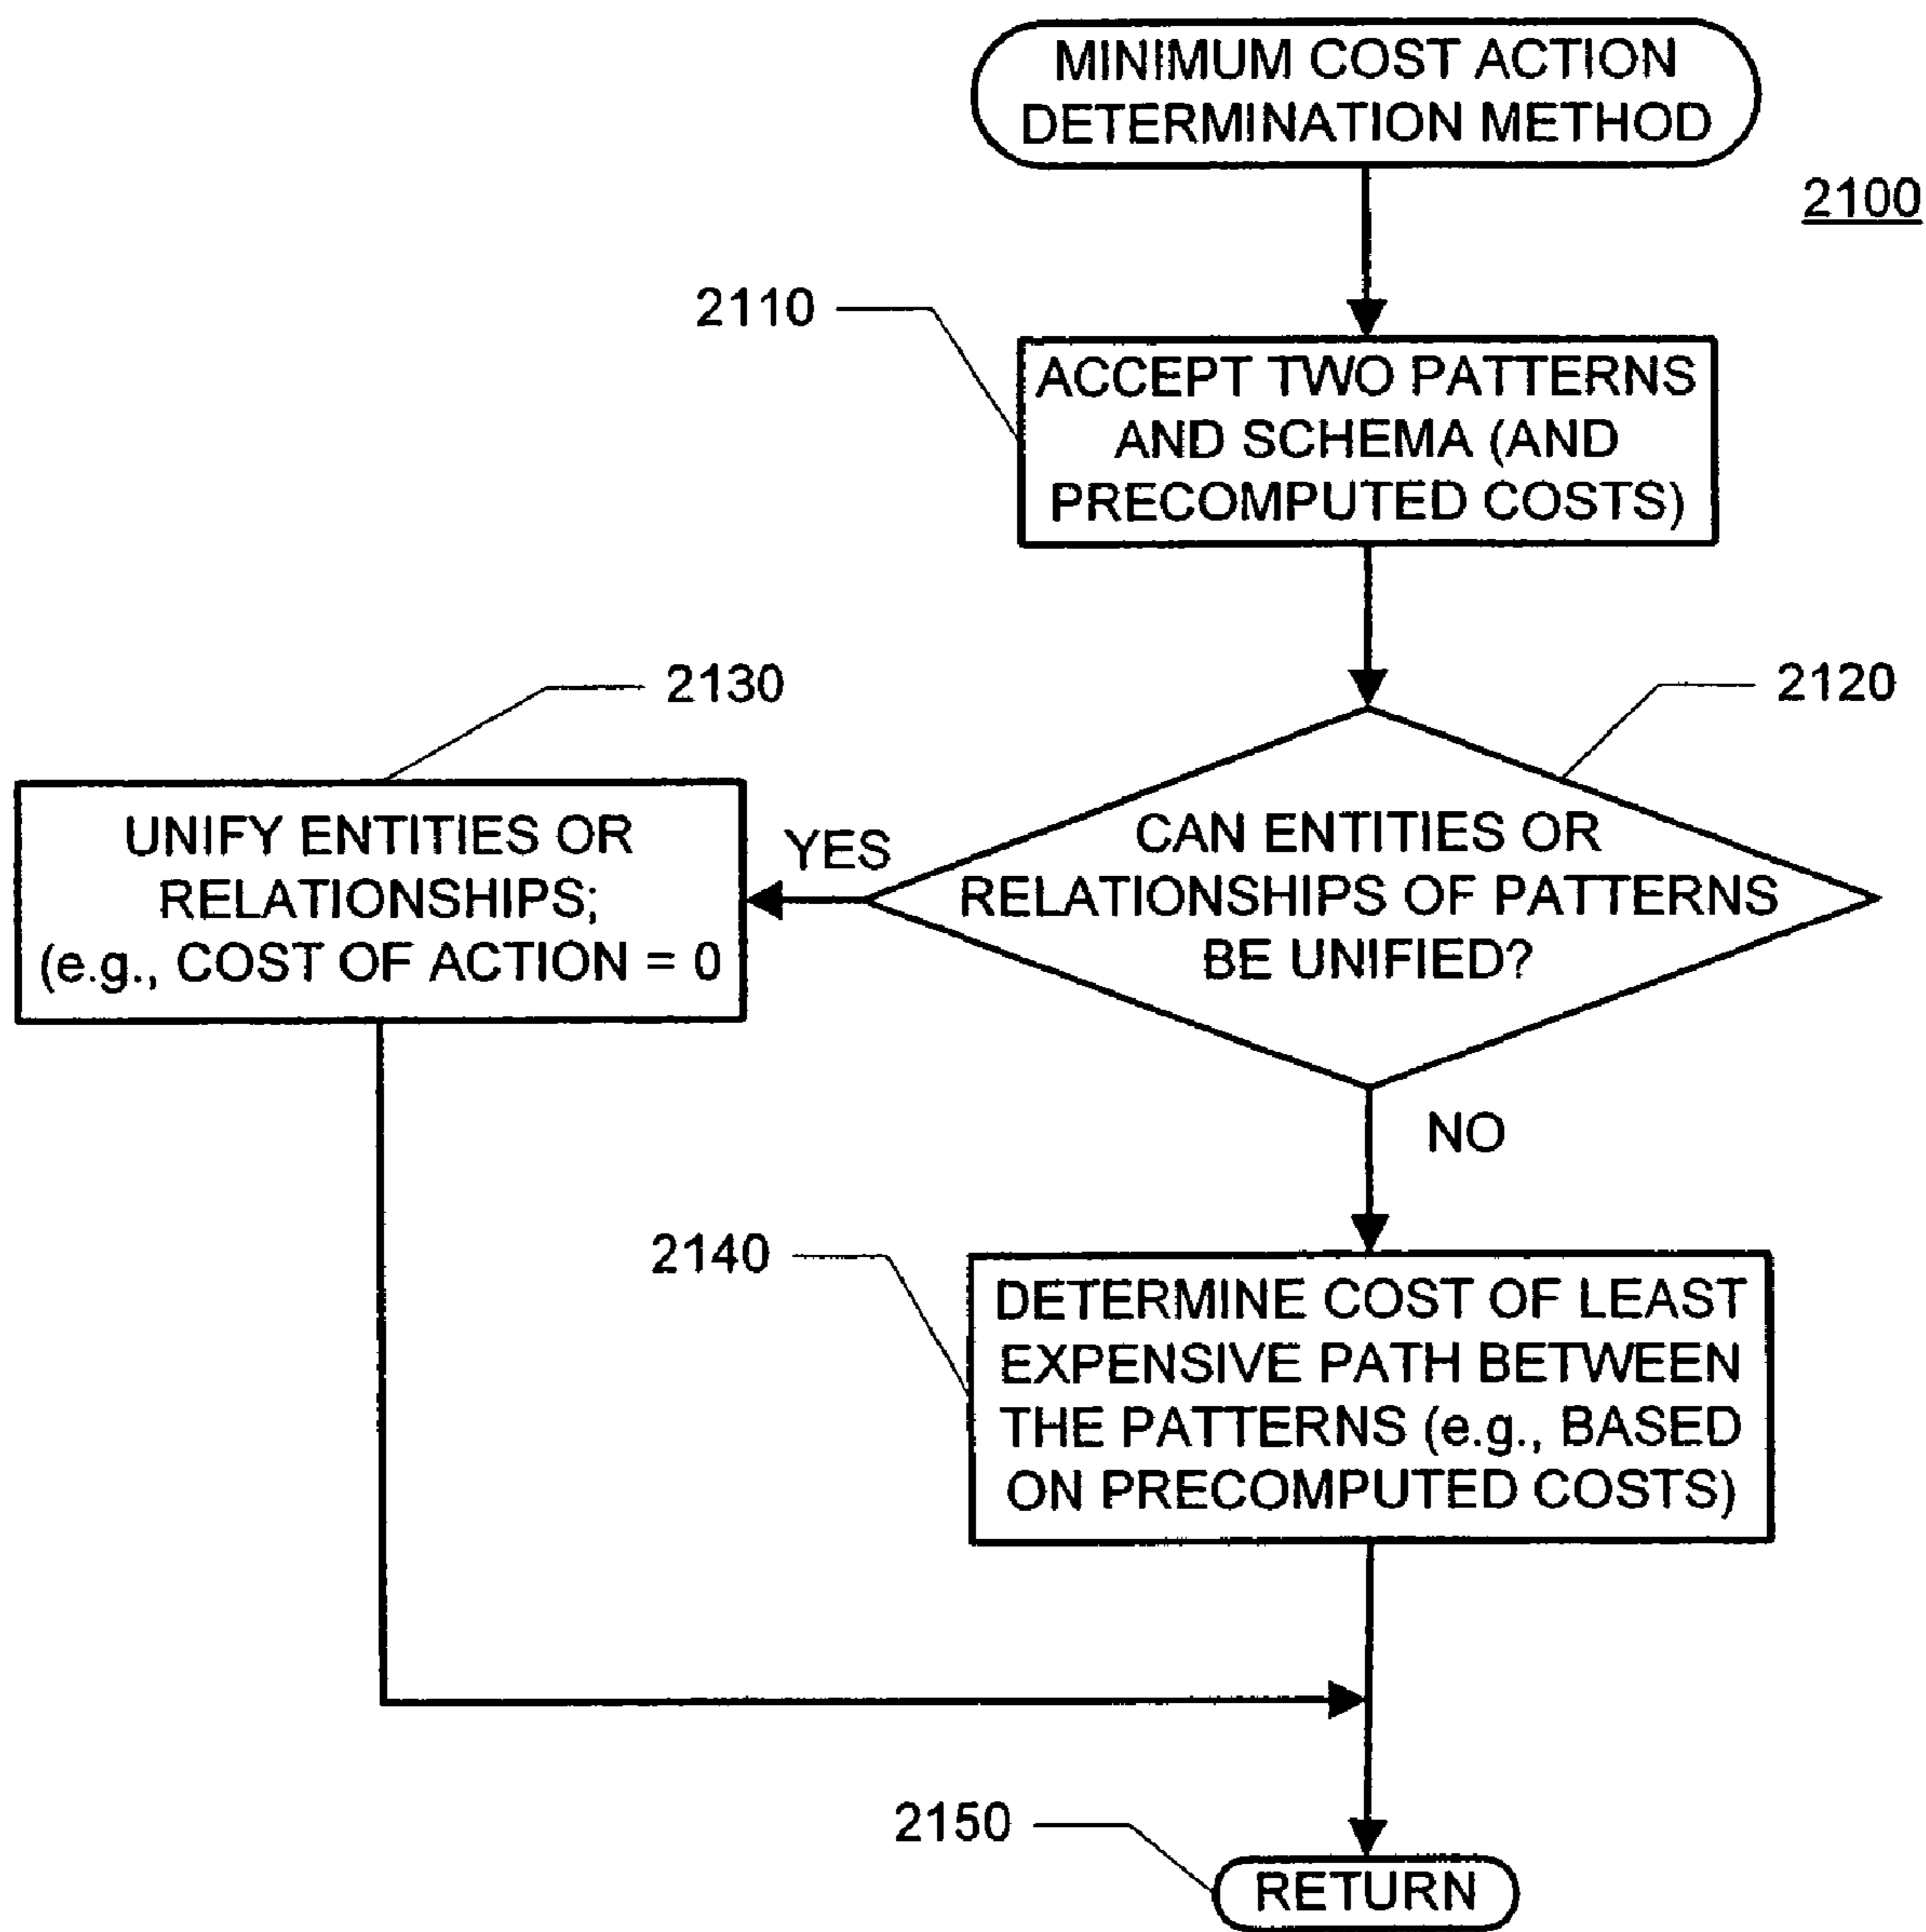 MINIMUM COST ACTION
DETERMINATION METHOD
2100
2110
ACCEPT TWO PATTERNS
AND SCHEMA (AND
PRECOMPUTED COSTS)
2130
2120
UNIFY ENTITIES OR
RELATIONSHIPS;
(e.g., COST OF ACTION = 0
YES
CAN ENTITIES OR
RELATIONSHIPS OF PATTERNS
BE UNIFIED?
NO
2140
DETERMINE COST OF LEAST
EXPENSIVE PATH BETWEEN
THE PATTERNS (e.g., BASED
ON PRECOMPUTED COSTS)
2150
RETURN